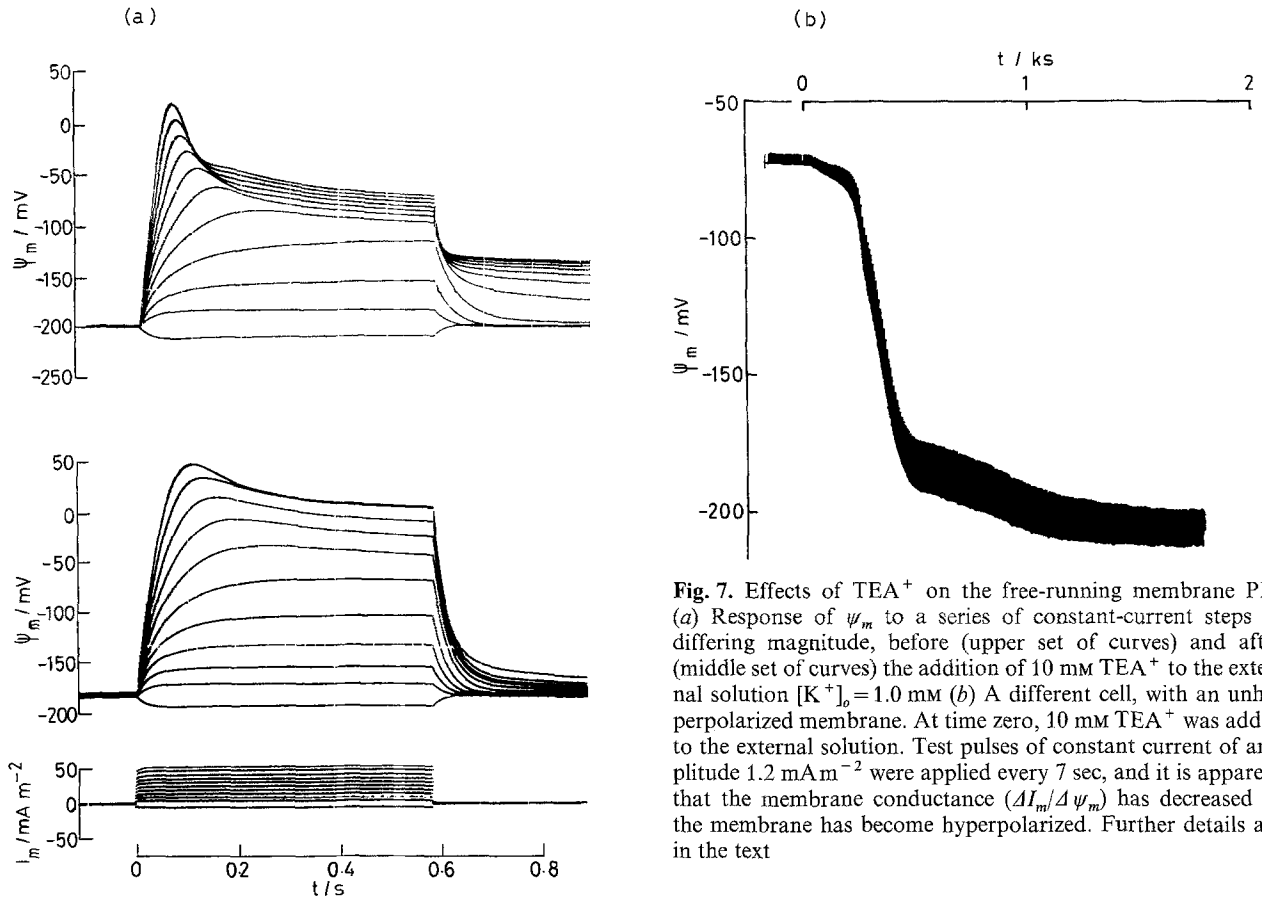 (a)
50
0
-50
-100
-150
-200
-250
ψm / mV
50
0
-50
-100
-150
-200
ψm / mV
50
0
-50
Im / mA m⁻²
0 0.2 0.4 0.6 0.8
t / s
(b)
t / ks
0 1 2
-50
-100
-150
-200
ψm / mV
Fig. 7. Effects of TEA⁺ on the free-running membrane P
(a) Response of ψm to a series of constant-current steps
differing magnitude, before (upper set of curves) and aft
(middle set of curves) the addition of 10 mM TEA⁺ to the exter-
nal solution [K⁺]o = 1.0 mM (b) A different cell, with an unh
perpolarized membrane. At time zero, 10 mM TEA⁺ was add
to the external solution. Test pulses of constant current of am
plitude 1.2 mA m⁻² were applied every 7 sec, and it is appare
that the membrane conductance (ΔIm/Δψm) has decreased
the membrane has become hyperpolarized. Further details a
in the text